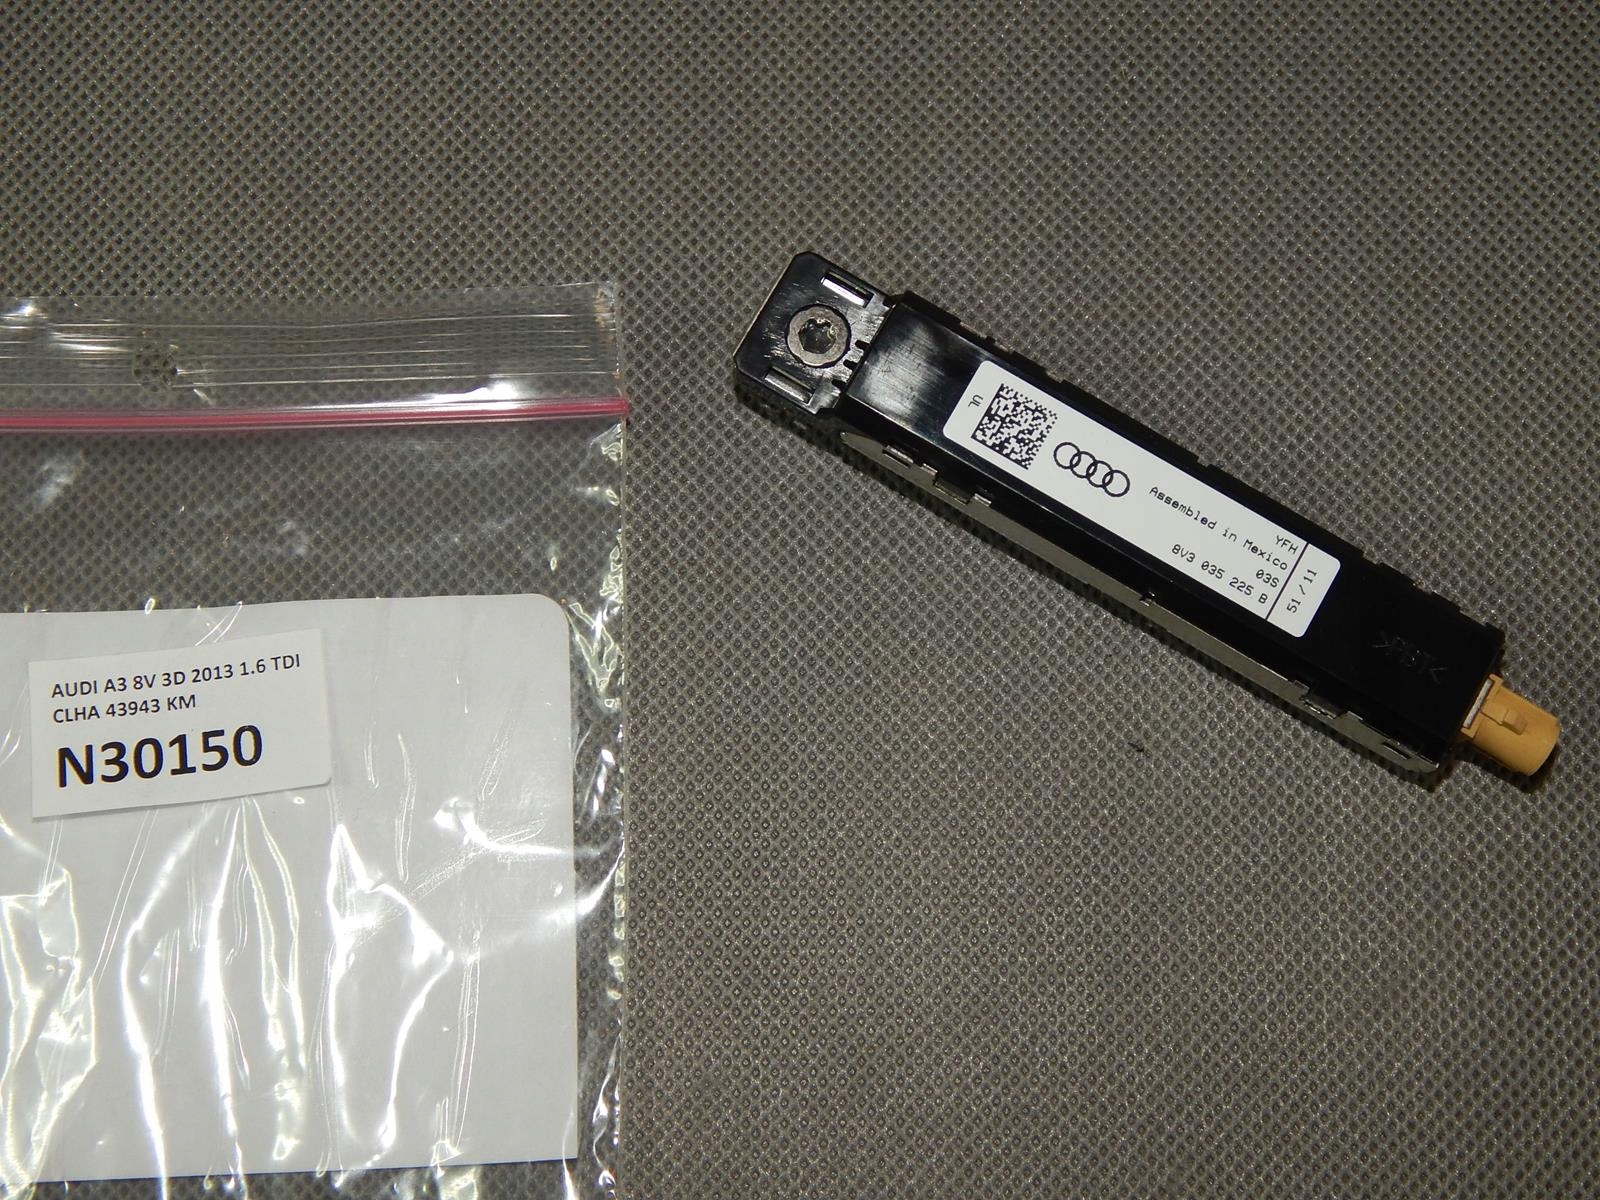 AUDI A3 8V 3D 2013 1.6 TDI
CLHA 43943 KM
N30150
UL
YFH
Assembled in Mexico
03S
8V3 035 225 B
51/11
>PBT<